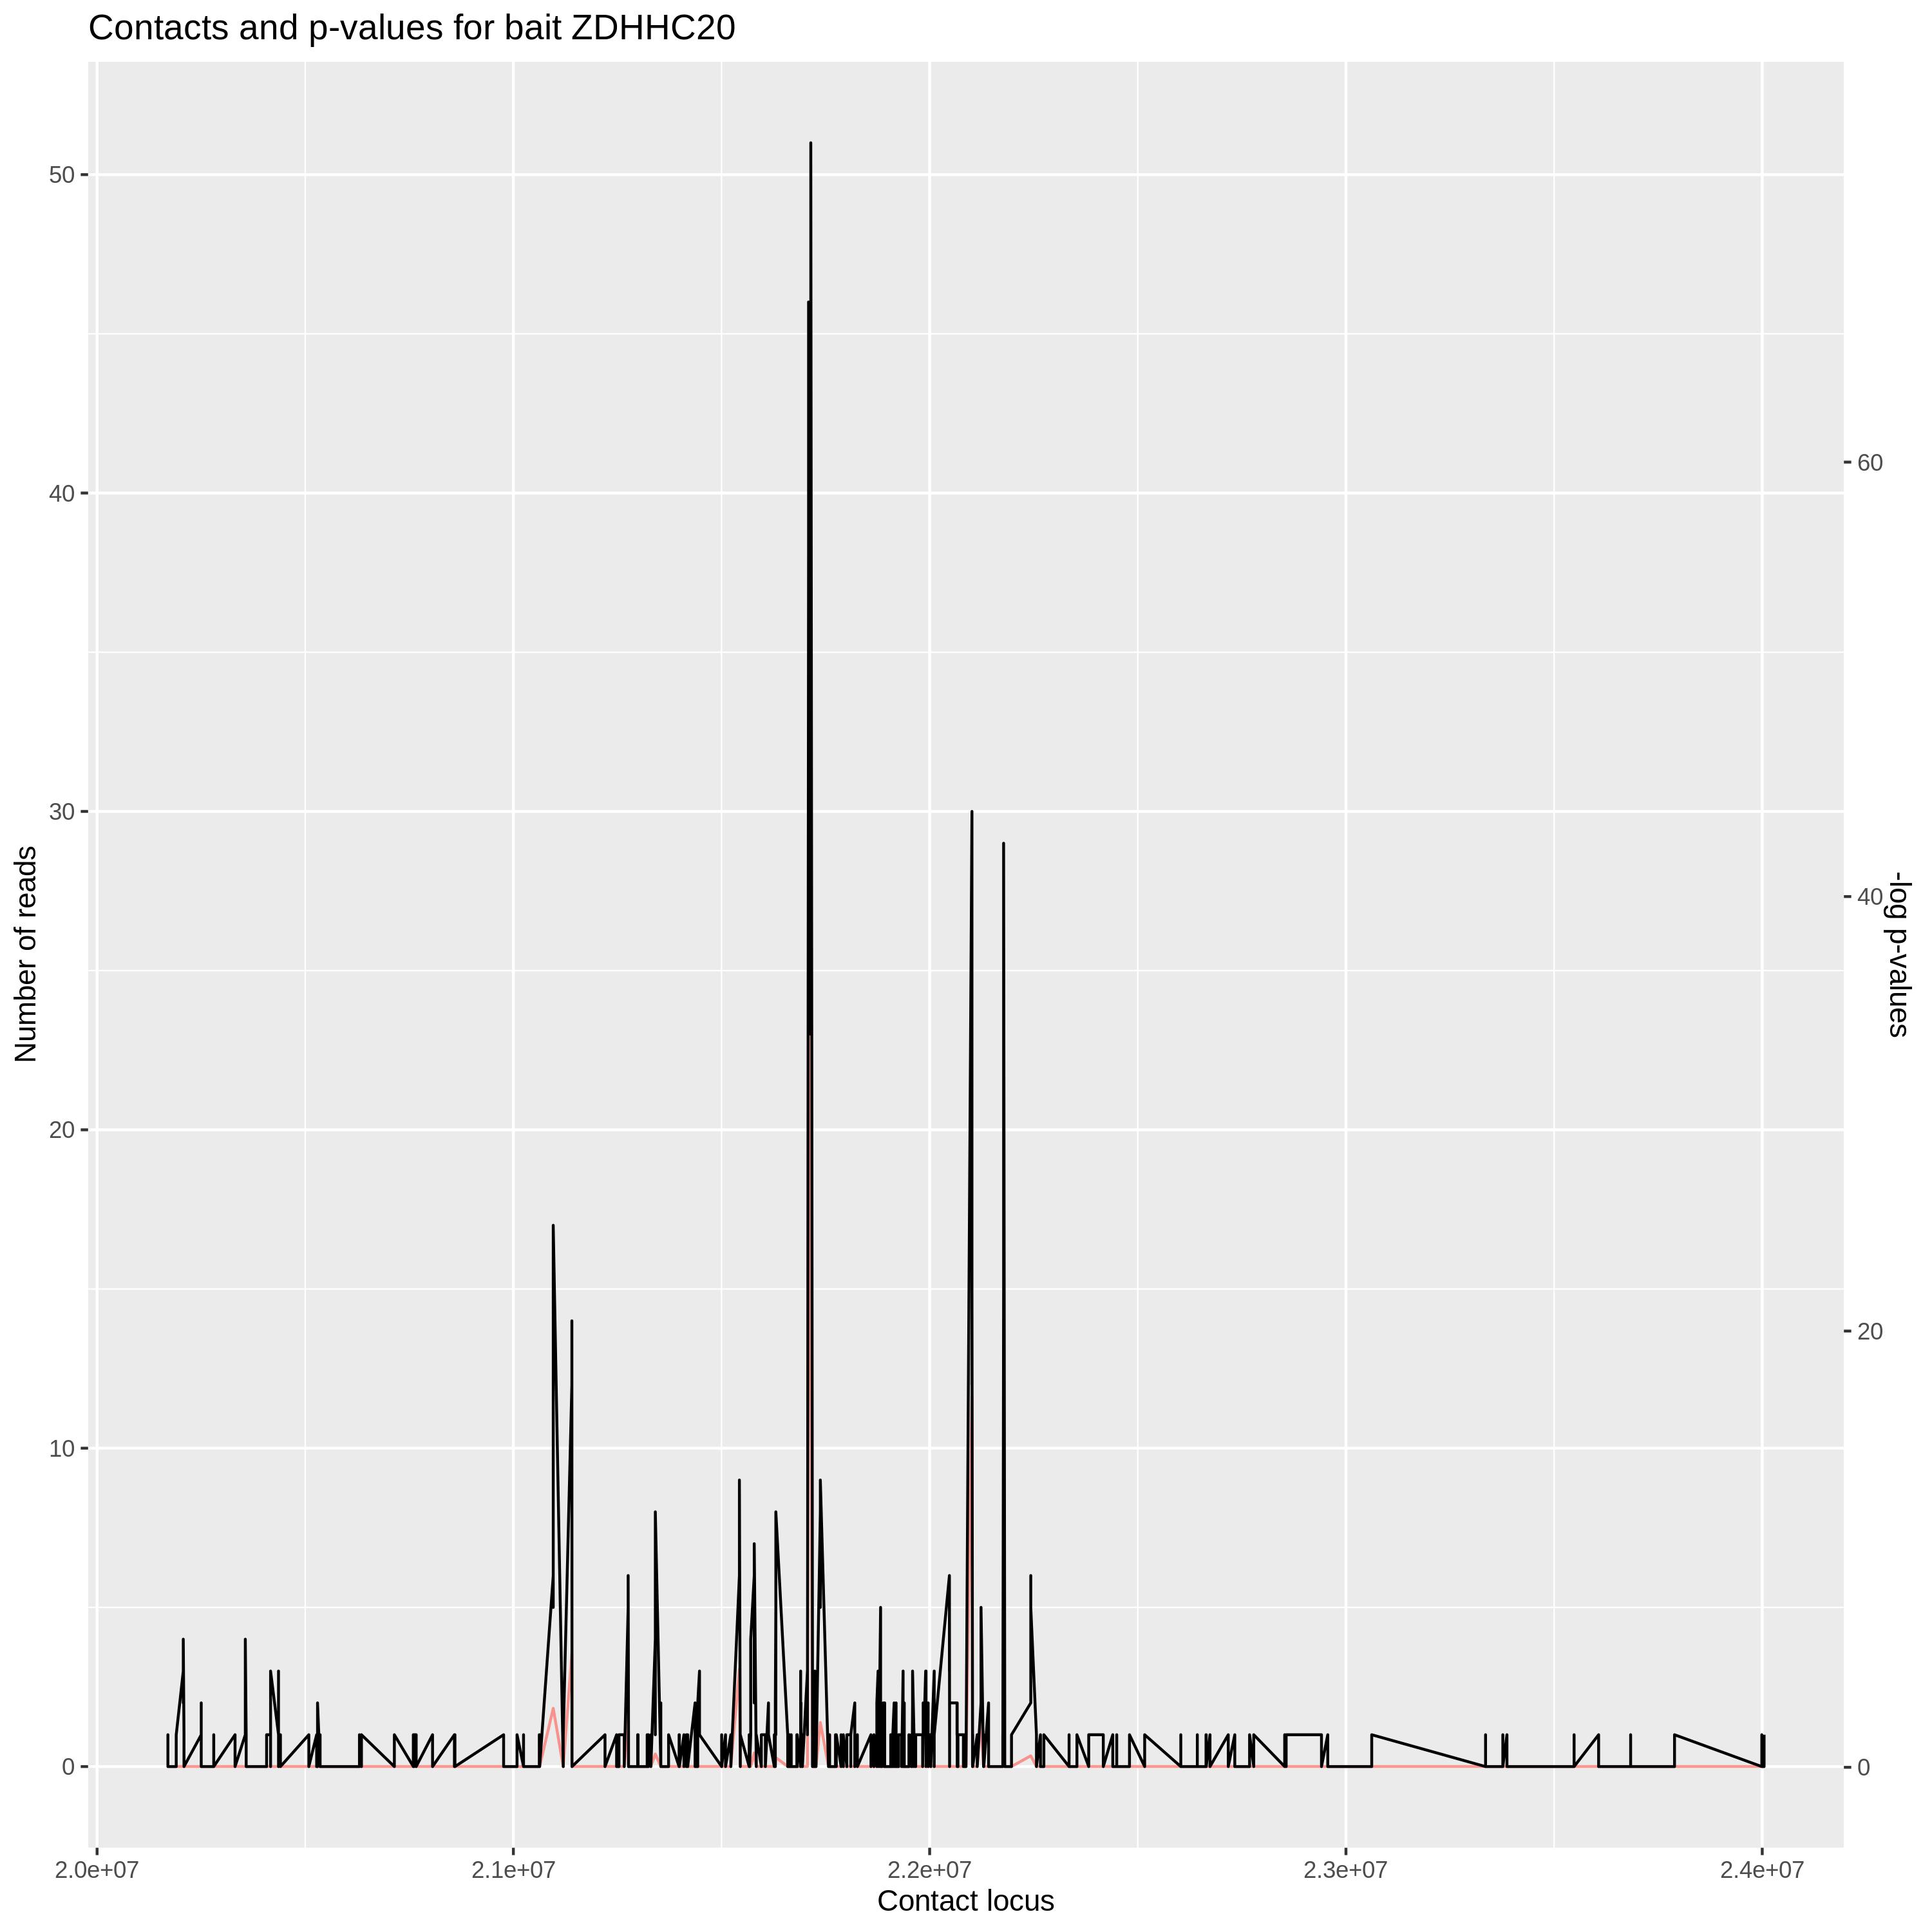 Contacts and p-values for bait ZDHHC20
50
40
30
20
10
0
Number of reads
60
40
20
0
-log p-values
2.0e+07
2.1e+07
2.2e+07
2.3e+07
2.4e+07
Contact locus